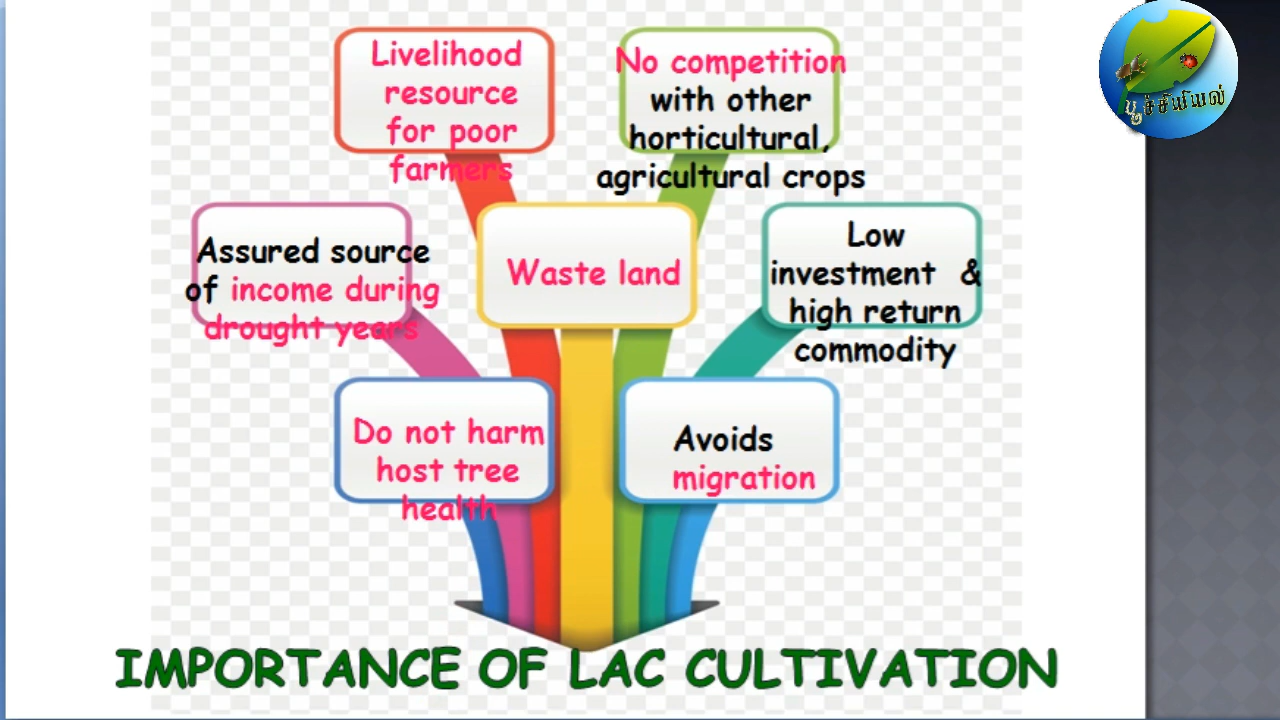 Livelihood
resource
for poor
farmers
No competition
with other
horticultural,
agricultural crops
Assured source
of income during
drought years
Waste land
Low
investment &
high return
commodity
Do not harm
host tree
health
Avoids
migration
IMPORTANCE OF LAC CULTIVATION
பூச்சியியல்